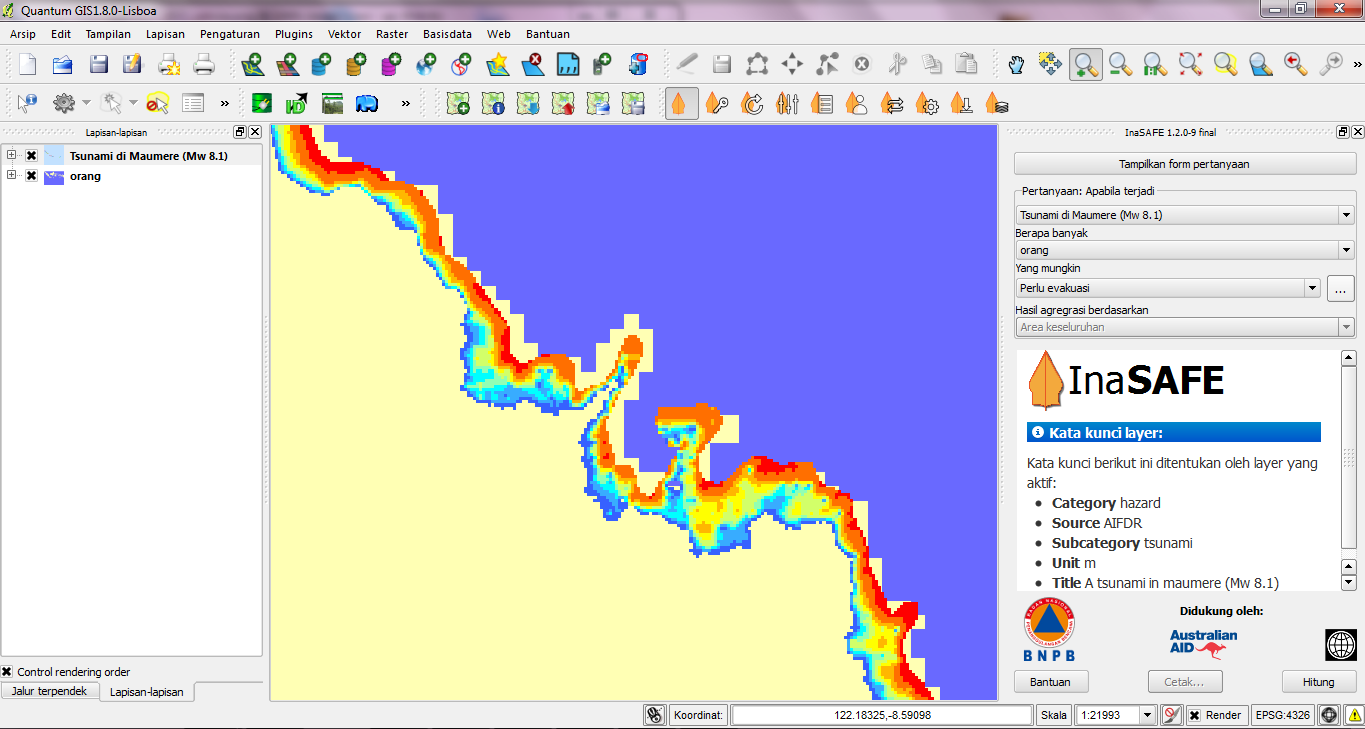 Quantum GIS1.8.0-Lisboa
Arsip Edit Tampilan Lapisan Pengaturan Plugins Vektor Raster Basisdata Web Bantuan
Lapisan-lapisan
Tsunami di Maumere (Mw 8.1)
orang
Control rendering order
Jalur terpendek Lapisan-lapisan
InaSAFE 1.2.0-9 final
Tampilkan form pertanyaan
Pertanyaan: Apabila terjadi
Tsunami di Maumere (Mw 8.1)
Berapa banyak
orang
Yang mungkin
Perlu evakuasi
...
Hasil agregrasi berdasarkan
Area keseluruhan
InaSAFE
Kata kunci layer:
Kata kunci berikut ini ditentukan oleh layer yang
aktif:
Category hazard
Source AIFDR
Subcategory tsunami
Unit m
Title A tsunami in maumere (Mw 8.1)
BNPB
Didukung oleh:
Australian
AID
Bantuan Cetak... Hitung
Koordinat: 122.18325,-8.59098 Skala 1:21993 Render EPSG:4326